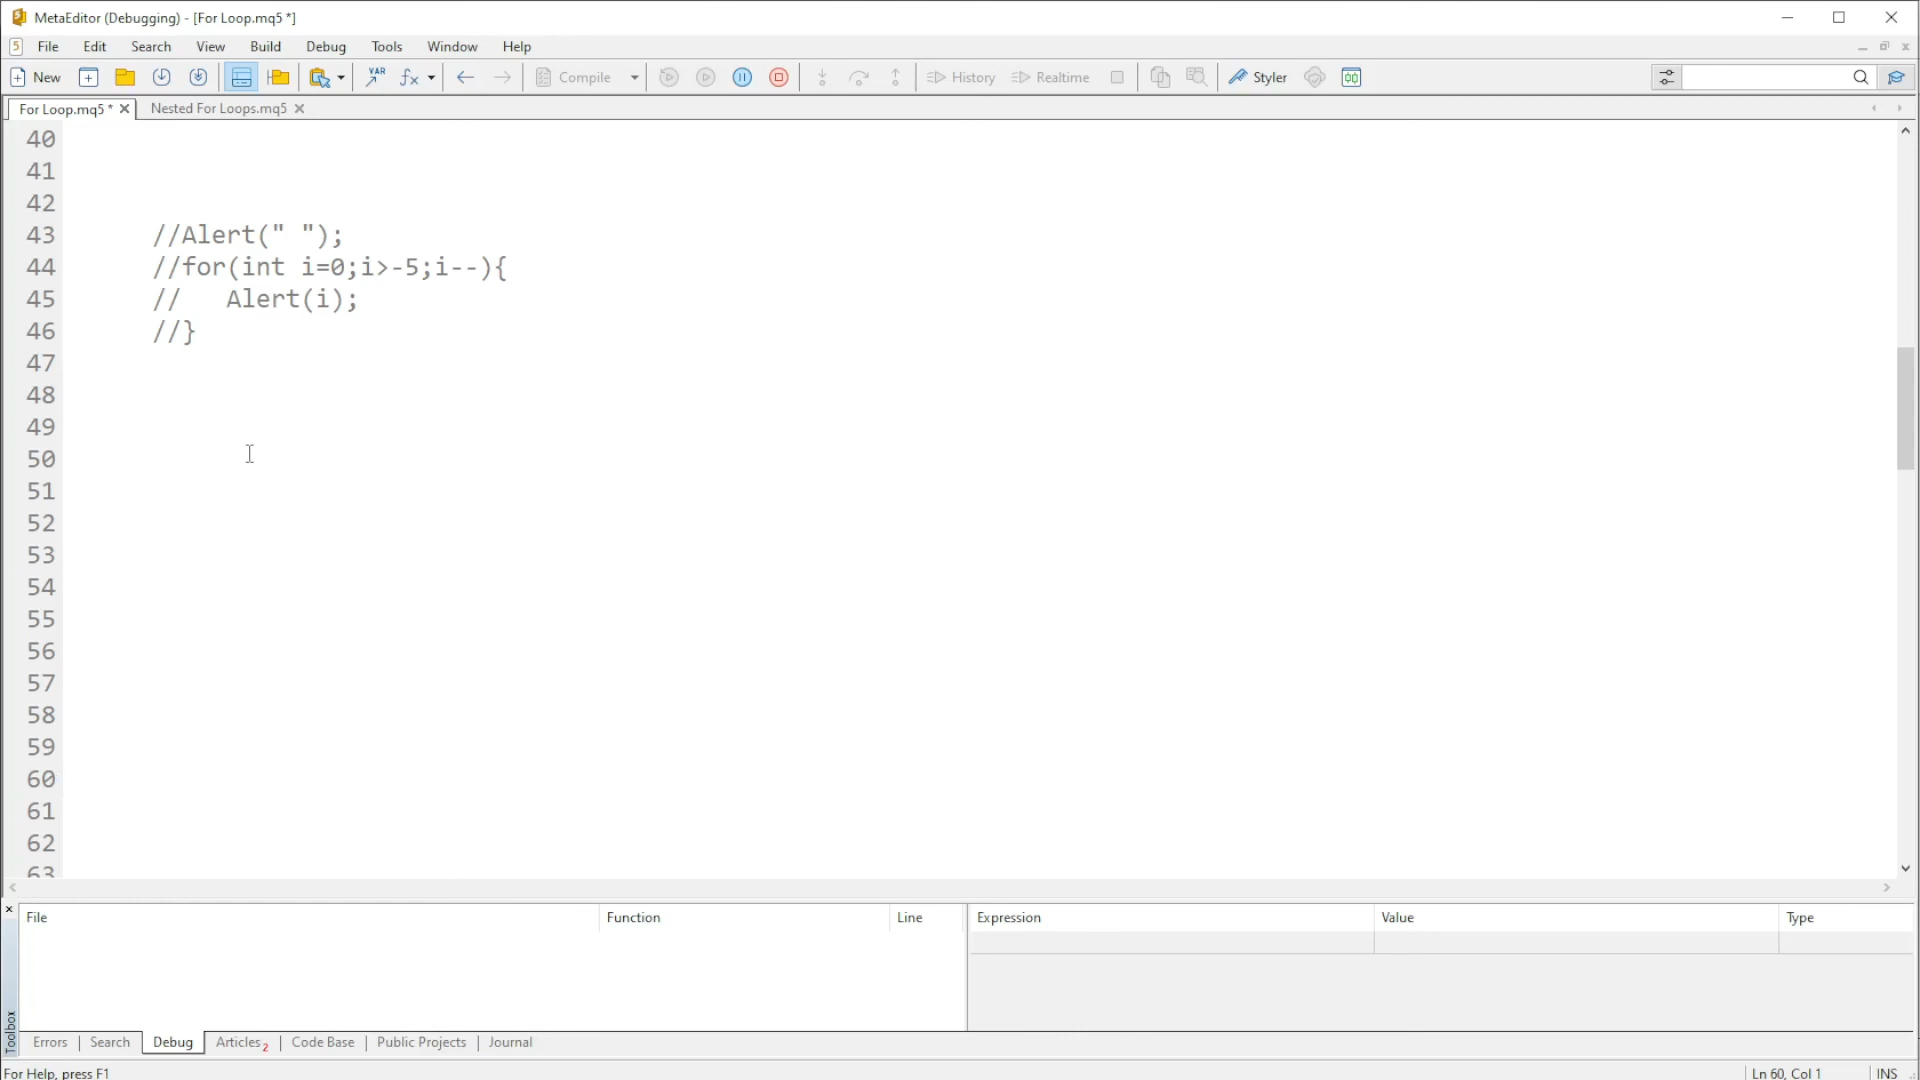 MetaEditor (Debugging) - [For Loop.mq5 *]
5 File Edit Search View Build Debug Tools Window Help
New VAR fx Compile History Realtime Styler
For Loop.mq5 * Nested For Loops.mq5
40
41
42
43 //Alert(" ");
44 //for(int i=0;i>-5;i--){
45 //   Alert(i);
46 //}
47
48
49
50
51
52
53
54
55
56
57
58
59
60
61
62
63
File Function Line Expression Value Type
Toolbox
Errors Search Debug Articles 2 Code Base Public Projects Journal
For Help, press F1 Ln 60, Col 1 INS